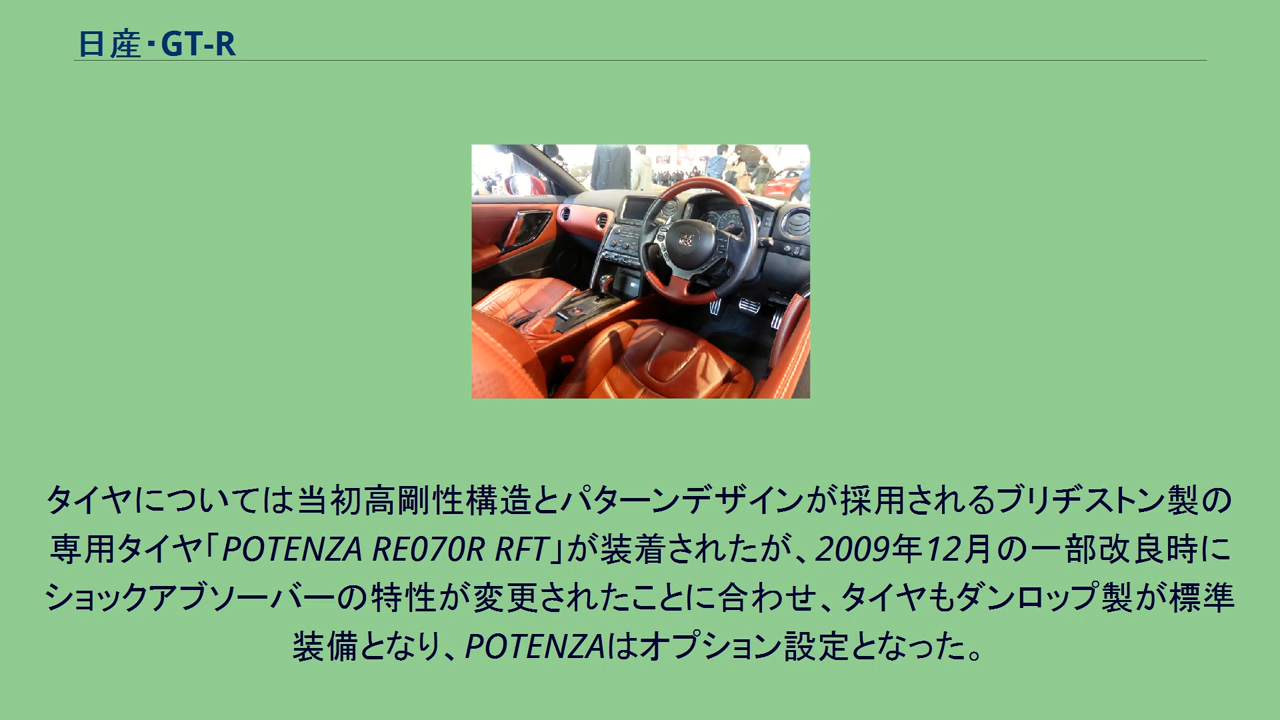 日産・GT-R
タイヤについては当初高剛性構造とパターンデザインが採用されるブリヂストン製の
専用タイヤ「POTENZA RE070R RFT」が装着されたが、2009年12月の一部改良時に
ショックアブソーバーの特性が変更されたことに合わせ、タイヤもダンロップ製が標準
装備となり、POTENZAはオプション設定となった。